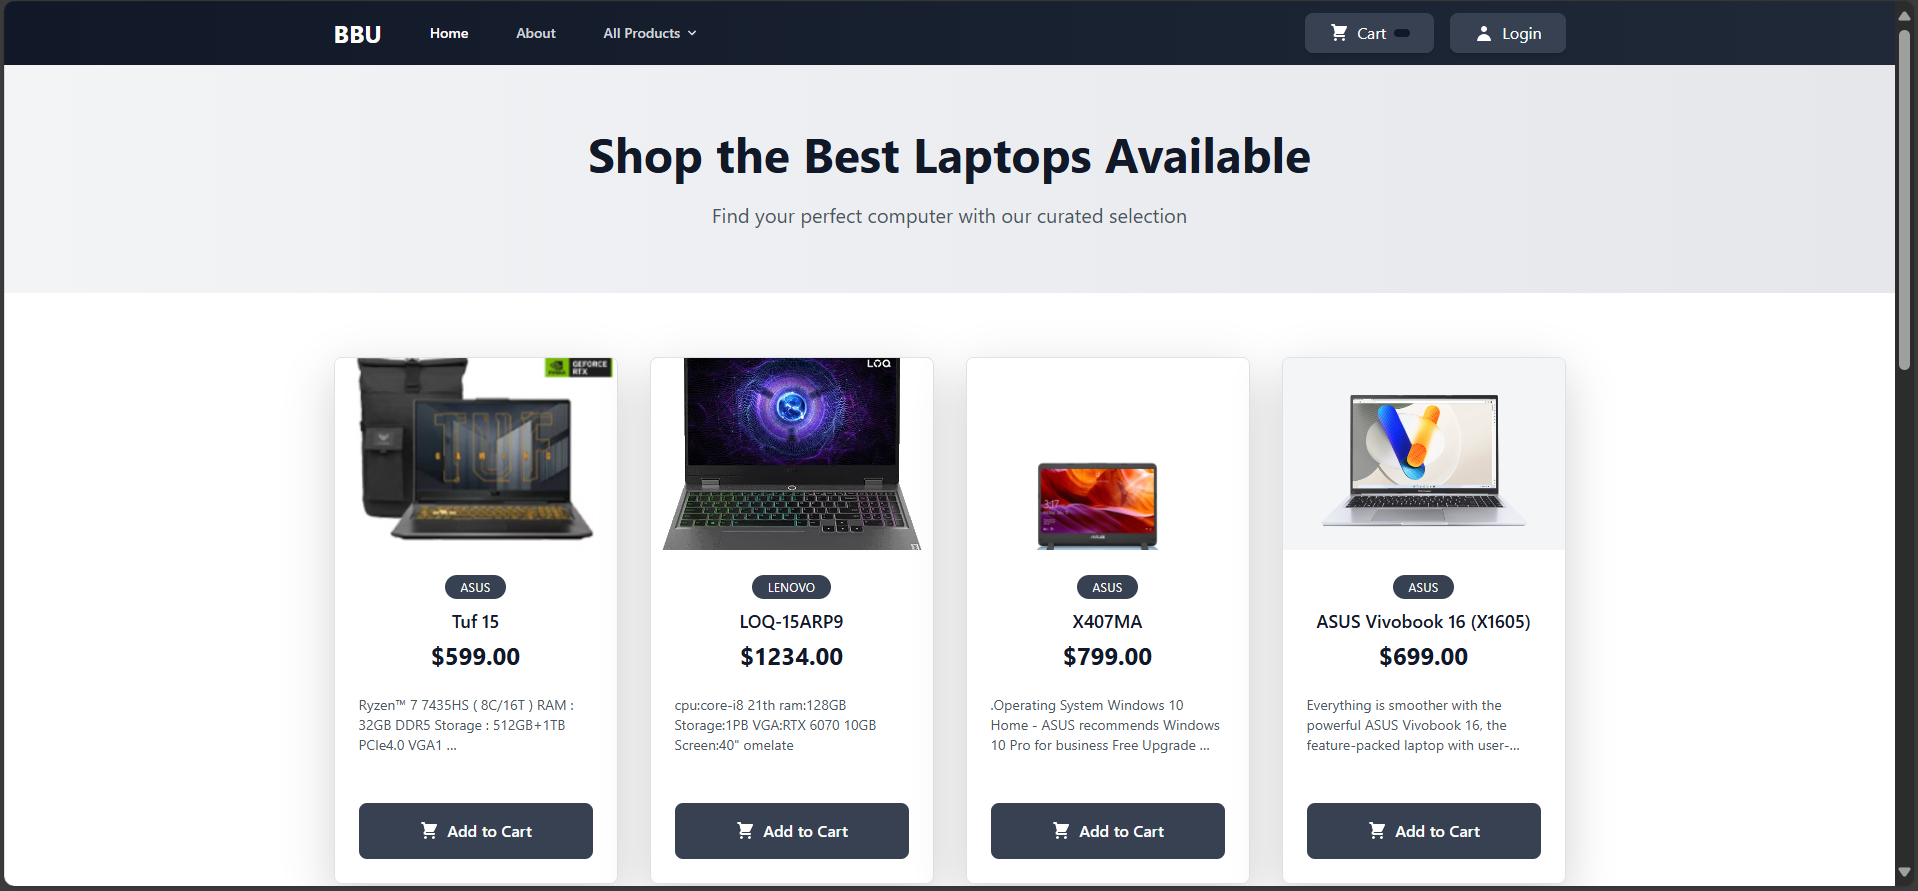 BBU
Home
About
All Products
Cart
Login
Shop the Best Laptops Available
Find your perfect computer with our curated selection
GEFORCE
RTX
TUF
GAMING
LOQ
3:17
ASUS
Tuf 15
$599.00
Ryzen™ 7 7435HS ( 8C/16T ) RAM :
32GB DDR5 Storage : 512GB+1TB
PCIe4.0 VGA1 ...
Add to Cart
LENOVO
LOQ-15ARP9
$1234.00
cpu:core-i8 21th ram:128GB
Storage:1PB VGA:RTX 6070 10GB
Screen:40" omelate
Add to Cart
ASUS
X407MA
$799.00
.Operating System Windows 10
Home - ASUS recommends Windows
10 Pro for business Free Upgrade ...
Add to Cart
ASUS
ASUS Vivobook 16 (X1605)
$699.00
Everything is smoother with the
powerful ASUS Vivobook 16, the
feature-packed laptop with user-...
Add to Cart